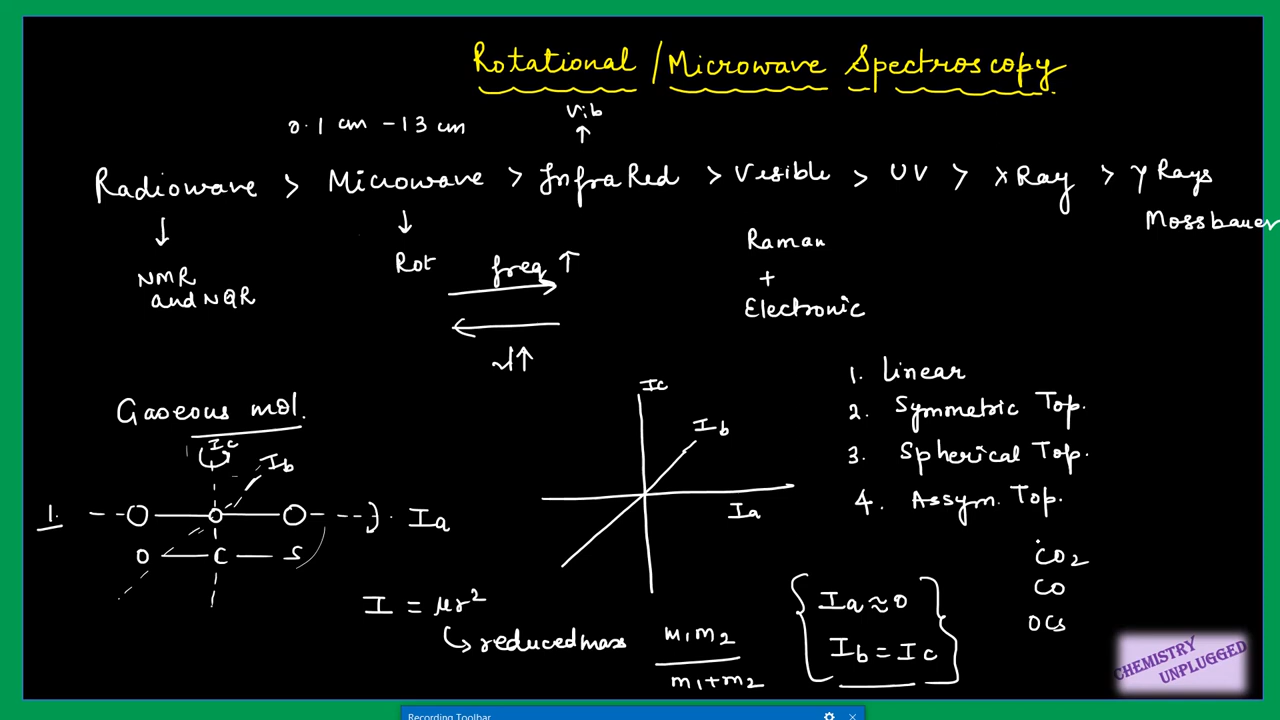 Rotational / Microwave Spectroscopy
0.1 cm - 13 cm
Vib
Radiowave > Microwave > InfraRed > Visible > UV > X Ray > γ Rays
Mossbauer
NMR
and NQR
Rot
freq ↑
Raman
+
Electronic
λ↑
Gaseous mol.
Ic
Ib
1.
O
O
O
Ia
O — C — S
Ic
Ib
Ia
1. Linear
2. Symmetric Top.
3. Spherical Top.
4. Assym. Top.
CO2
CO
OCS
I = μr²
reduced mass
m1m2
m1+m2
Ia ≈ 0
Ib = Ic
CHEMISTRY
UNPLUGGED
Recording Toolbar